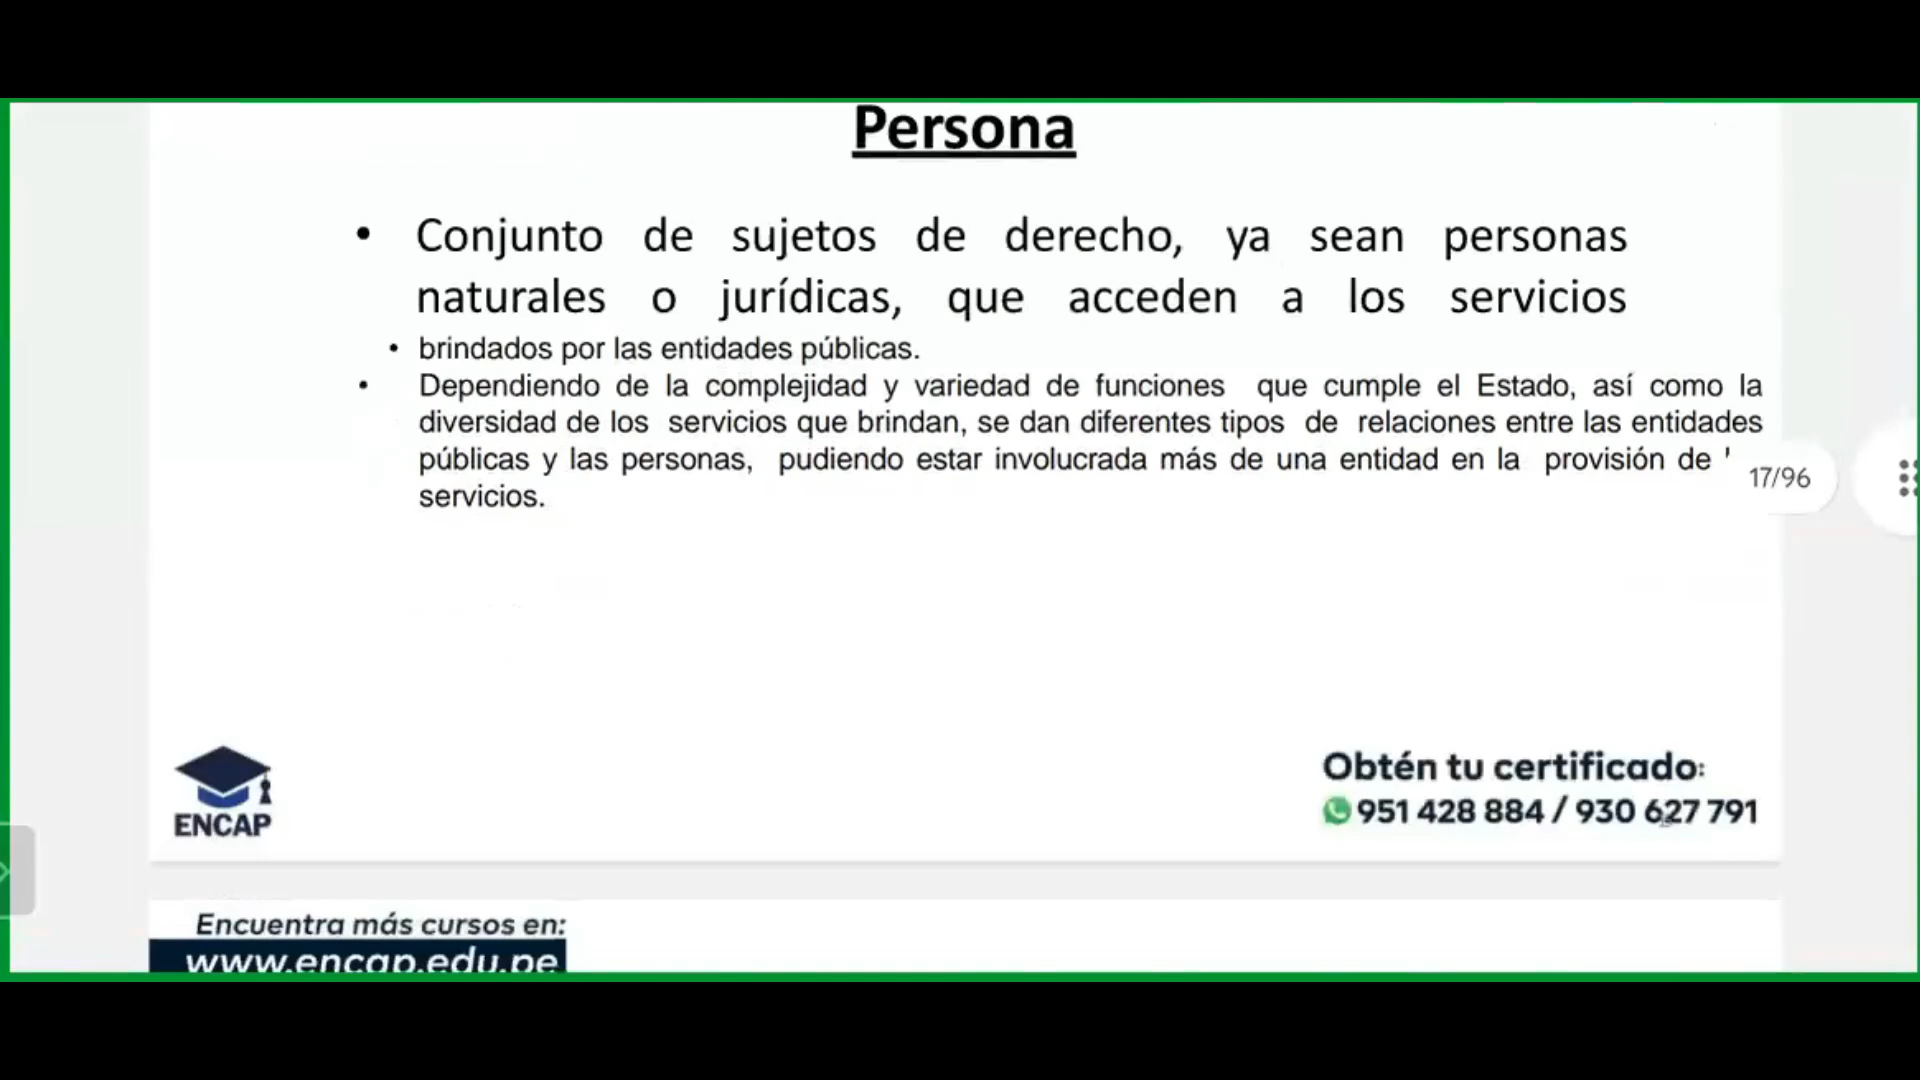 Persona
• Conjunto de sujetos de derecho, ya sean personas
naturales o jurídicas, que acceden a los servicios
• brindados por las entidades públicas.
• Dependiendo de la complejidad y variedad de funciones que cumple el Estado, así como la
diversidad de los servicios que brindan, se dan diferentes tipos de relaciones entre las entidades
públicas y las personas, pudiendo estar involucrada más de una entidad en la provisión de
servicios.
17/96
ENCAP
Obtén tu certificado:
951 428 884 / 930 627 791
Encuentra más cursos en:
www.encap.edu.pe